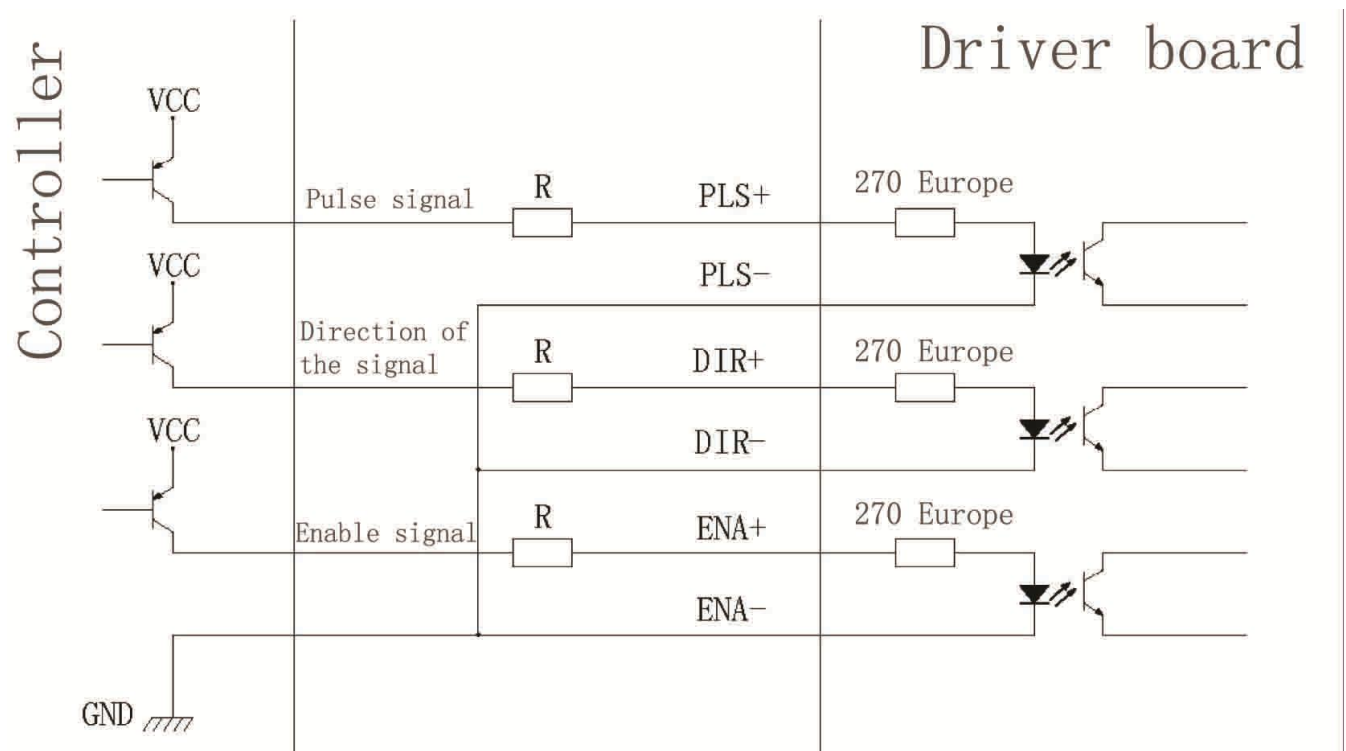 Controller
Driver board
VCC
Pulse signal
R
PLS+
270 Europe
PLS-
VCC
Direction of
the signal
R
DIR+
270 Europe
DIR-
VCC
Enable signal
R
ENA+
270 Europe
ENA-
GND